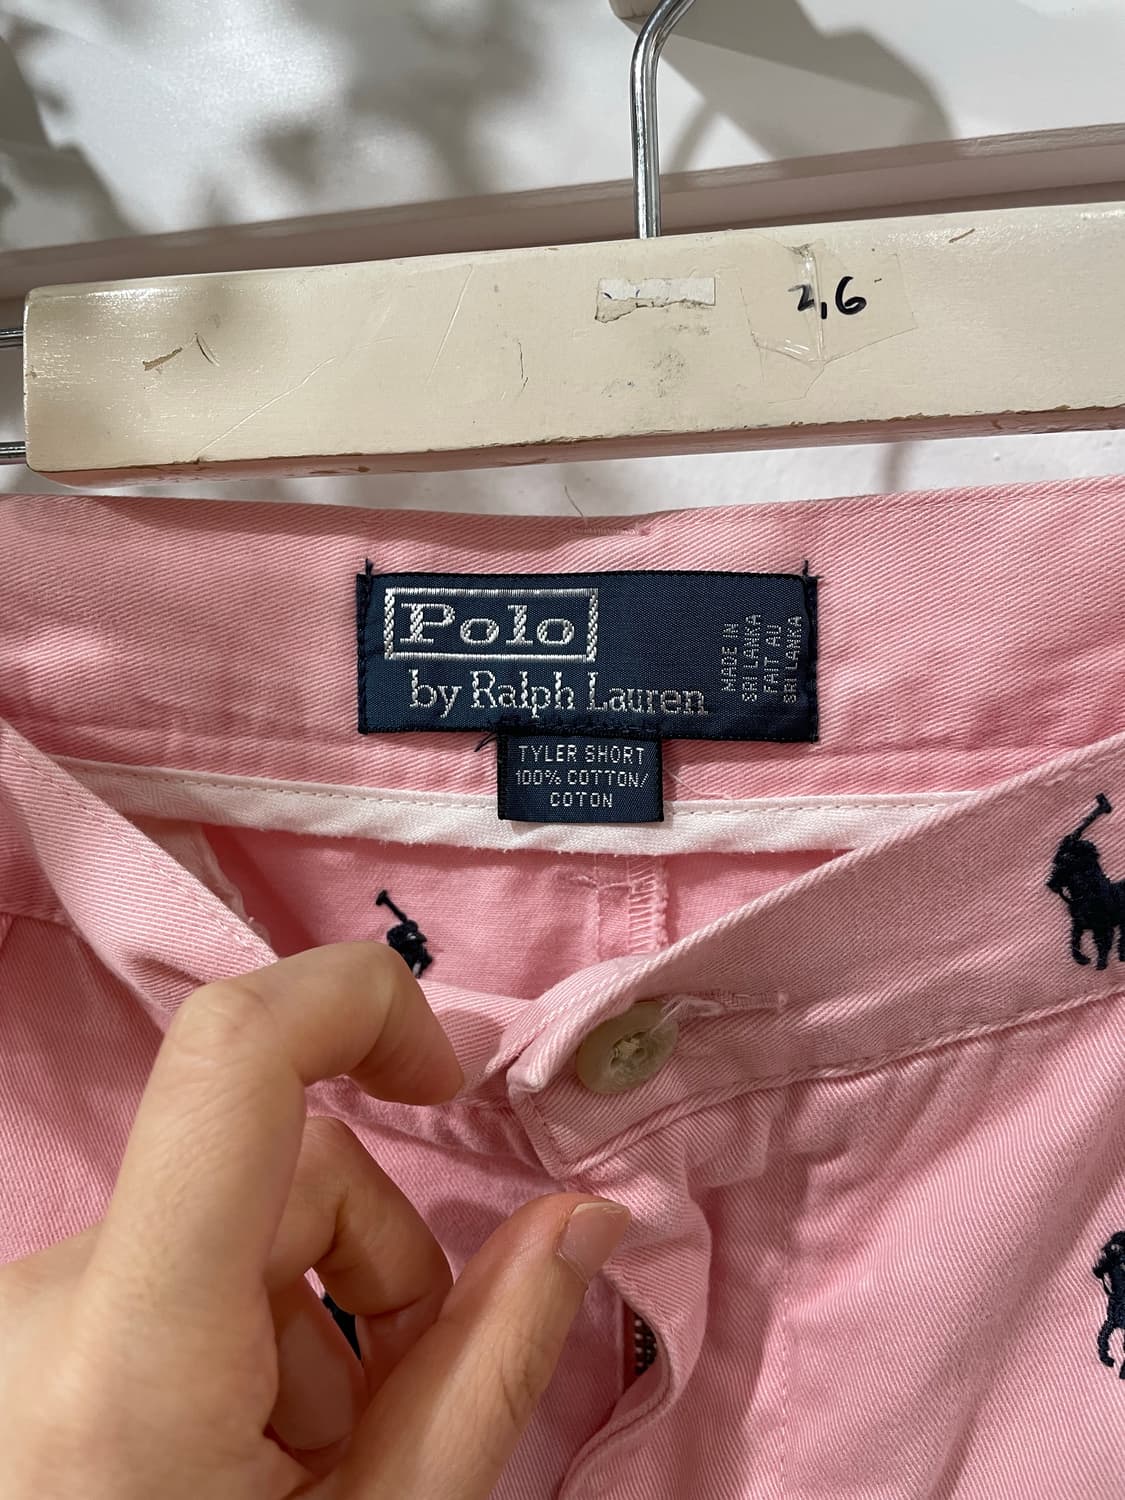 2,6
Polo
by Ralph Lauren
MADE IN
SRI LANKA
FAIT AU
SRI LANKA
TYLER SHORT
100% COTTON/
COTON